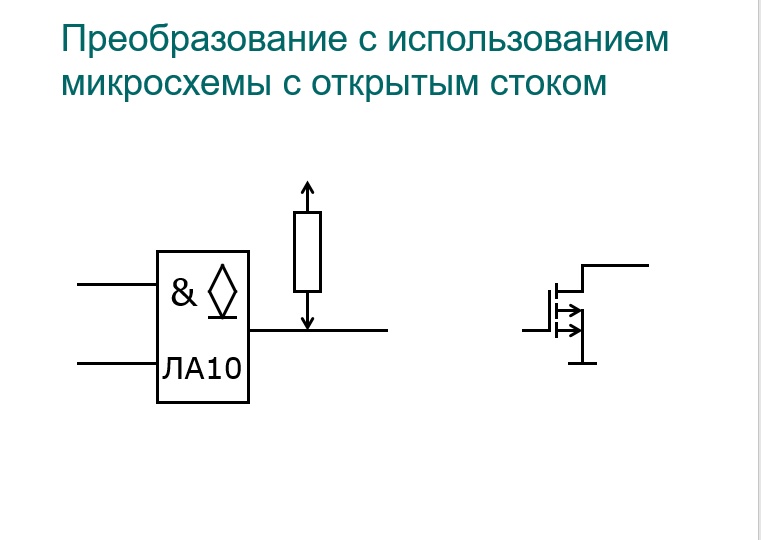 Преобразование с использованием
микросхемы с открытым стоком
&
ЛА10